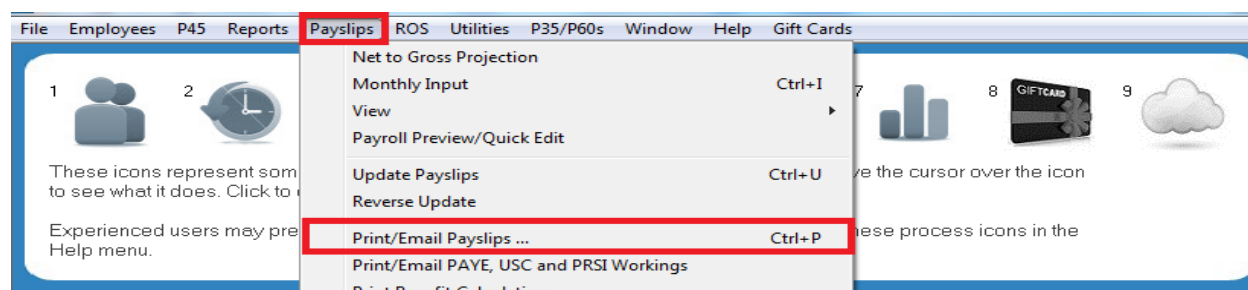 File Employees P45 Reports Payslips ROS Utilities P35/P60s Window Help Gift Cards
Net to Gross Projection
Monthly Input Ctrl+I
View
Payroll Preview/Quick Edit
Update Payslips Ctrl+U
Reverse Update
Print/Email Payslips ... Ctrl+P
Print/Email PAYE, USC and PRSI Workings
1 2 7 8 GIFTCARD 9
These icons represent som
e the cursor over the icon
to see what it does. Click to
Experienced users may pre
ese process icons in the
Help menu.